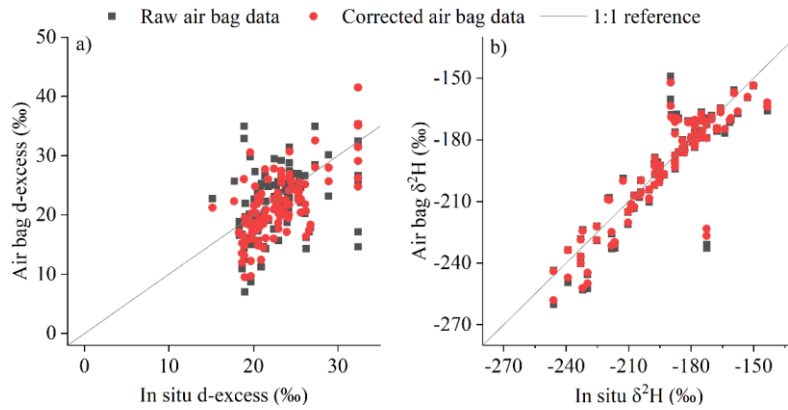 Raw air bag data Corrected air bag data 1:1 reference
a)
50
40
30
20
10
0
0 10 20 30
Air bag d-excess (‰)
In situ d-excess (‰)
b)
-150
-180
-210
-240
-270
-270 -240 -210 -180 -150
Air bag δ²H (‰)
In situ δ²H (‰)